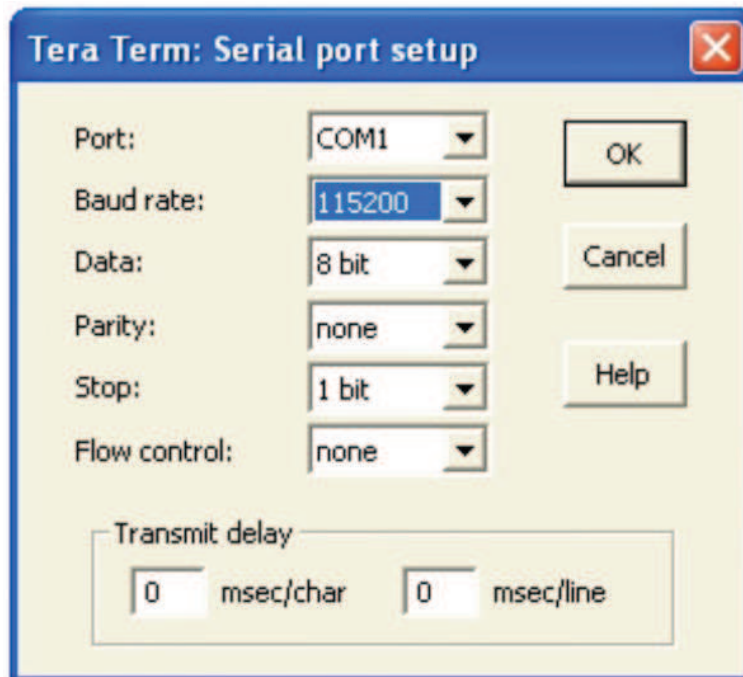 Tera Term: Serial port setup
Port: COM1 OK
Baud rate: 115200
Data: 8 bit Cancel
Parity: none
Stop: 1 bit Help
Flow control: none
Transmit delay
0 msec/char 0 msec/line